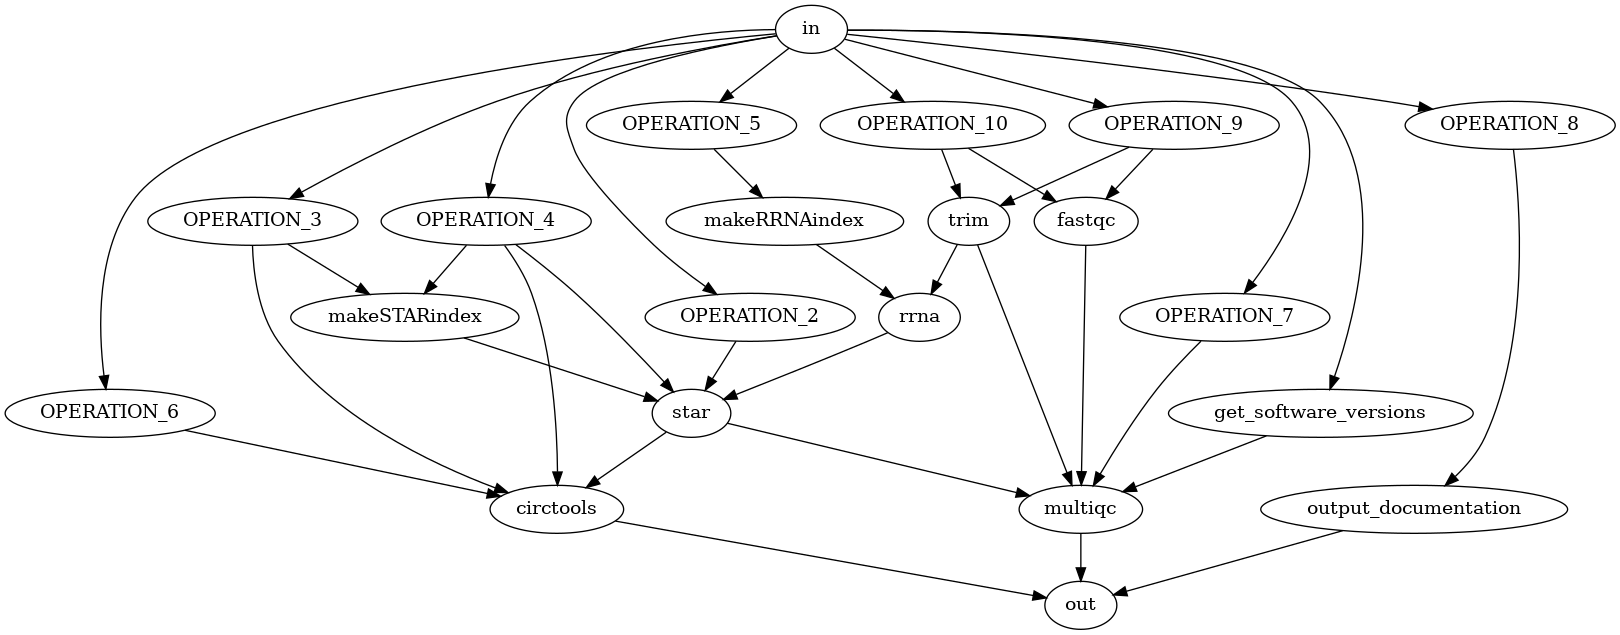 in
OPERATION_5
OPERATION_10
OPERATION_9
OPERATION_8
OPERATION_3
OPERATION_4
makeRRNAindex
trim
fastqc
makeSTARindex
OPERATION_2
rrna
OPERATION_7
OPERATION_6
star
get_software_versions
circtools
multiqc
output_documentation
out